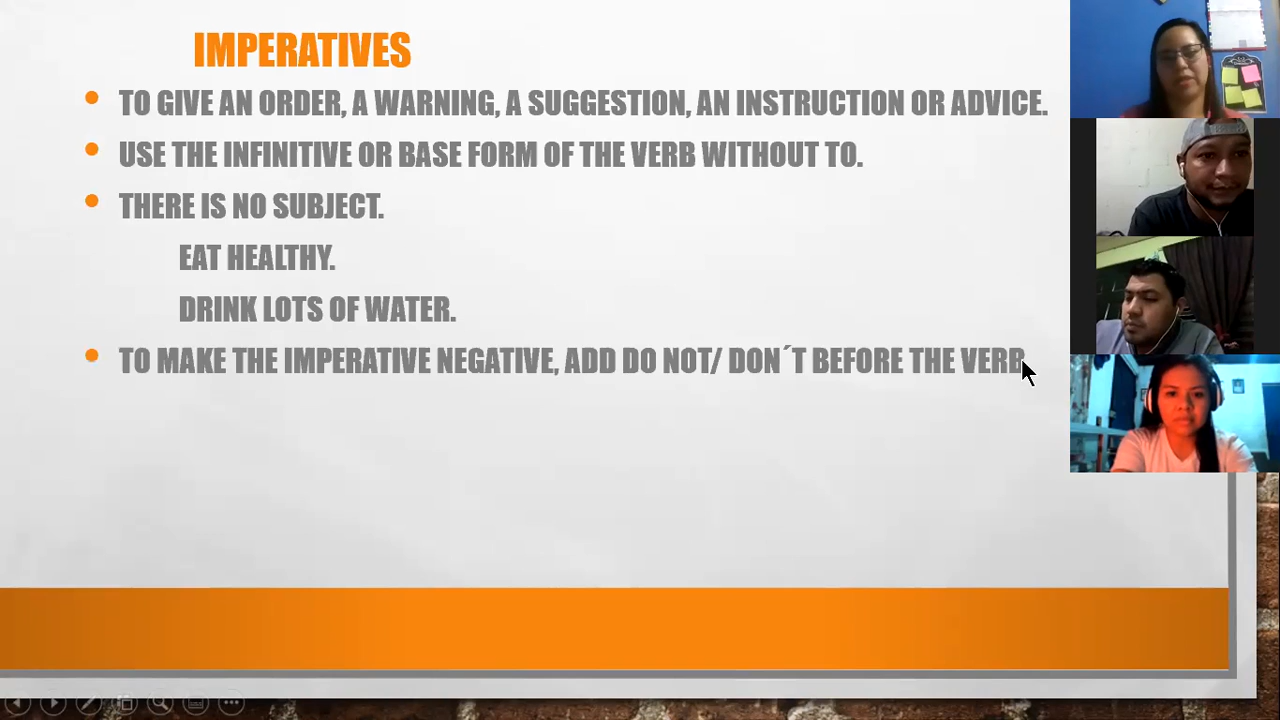 IMPERATIVES
TO GIVE AN ORDER, A WARNING, A SUGGESTION, AN INSTRUCTION OR ADVICE.
USE THE INFINITIVE OR BASE FORM OF THE VERB WITHOUT TO.
THERE IS NO SUBJECT.
EAT HEALTHY.
DRINK LOTS OF WATER.
TO MAKE THE IMPERATIVE NEGATIVE, ADD DO NOT/ DON´T BEFORE THE VERB